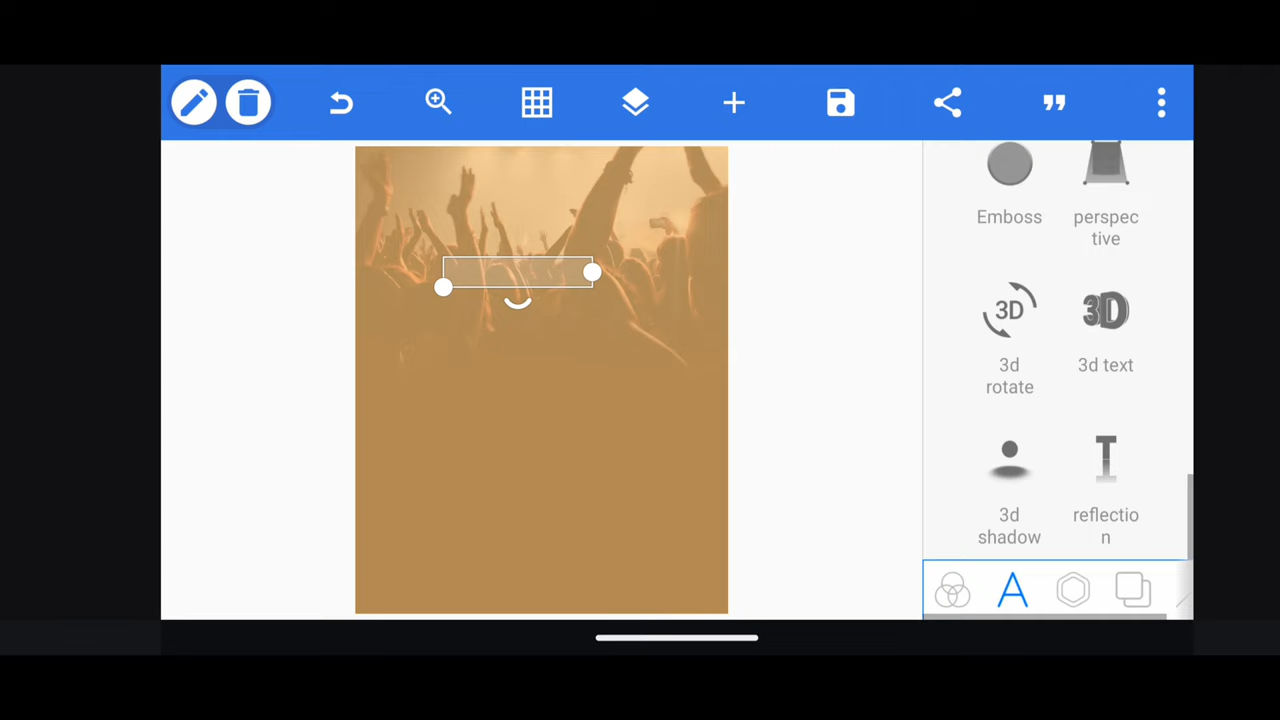 Emboss
perspec
tive
3D
3D
3d
rotate
3d text
3d
shadow
reflectio
n